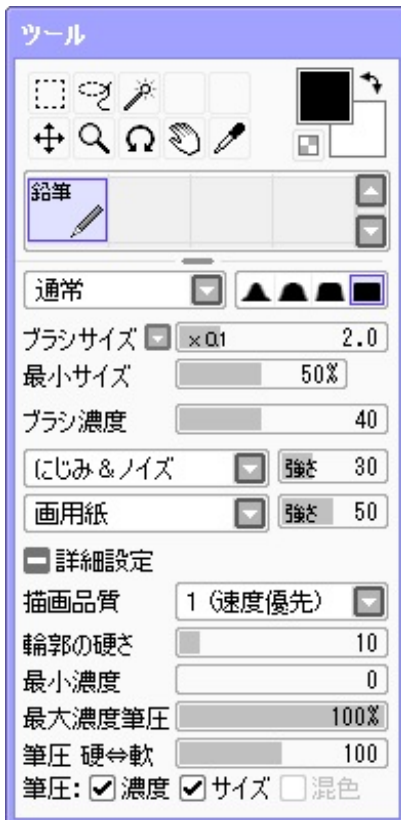 ツール
鉛筆
通常
ブラシサイズ ×0.1 2.0
最小サイズ 50%
ブラシ濃度 40
にじみ＆ノイズ 強さ 30
画用紙 強さ 50
詳細設定
描画品質 1 (速度優先)
輪郭の硬さ 10
最小濃度 0
最大濃度筆圧 100%
筆圧 硬⇔軟 100
筆圧: 濃度 サイズ 混色